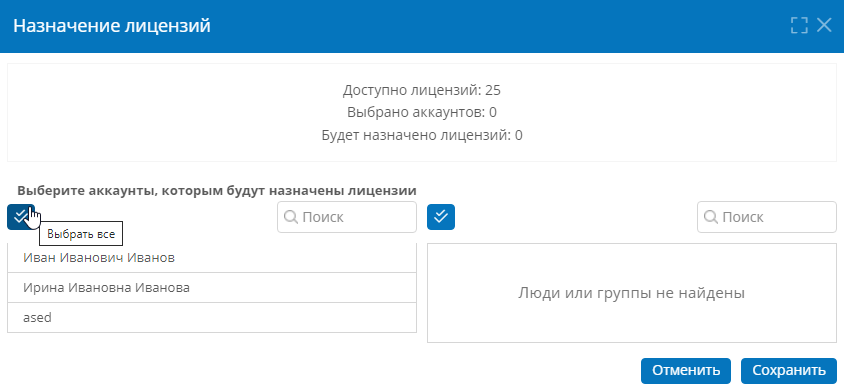 Назначение лицензий
Доступно лицензий: 25
Выбрано аккаунтов: 0
Будет назначено лицензий: 0
Выберите аккаунты, которым будут назначены лицензии
Поиск
Поиск
Выбрать все
Иван Иванович Иванов
Ирина Ивановна Иванова
ased
Люди или группы не найдены
Отменить
Сохранить